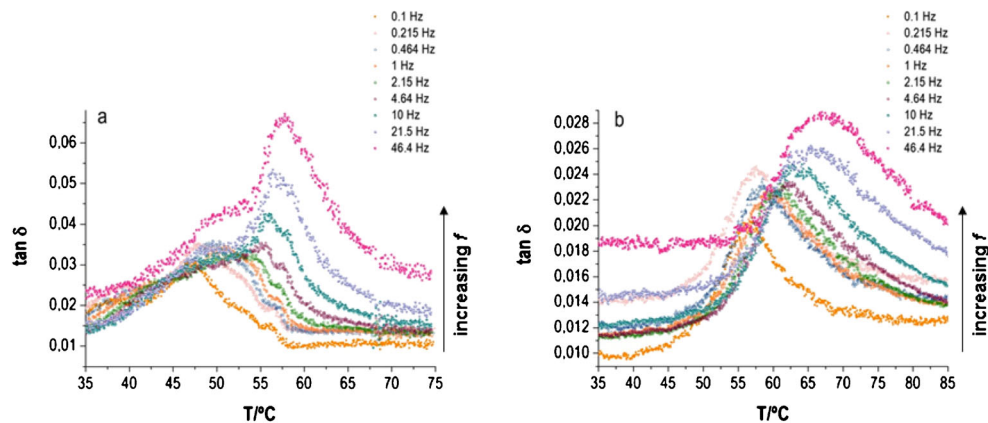 0.1 Hz
0.215 Hz
0.464 Hz
1 Hz
2.15 Hz
4.64 Hz
10 Hz
21.5 Hz
46.4 Hz
a
tan δ
0,06
0,05
0,04
0,03
0,02
0,01
35 40 45 50 55 60 65 70 75
T/ºC
increasing f
0.1 Hz
0.215 Hz
0.464 Hz
1 Hz
2.15 Hz
4.64 Hz
10 Hz
21.5 Hz
46.4 Hz
b
tan δ
0,028
0,026
0,024
0,022
0,020
0,018
0,016
0,014
0,012
0,010
35 40 45 50 55 60 65 70 75 80 85
T/ºC
increasing f